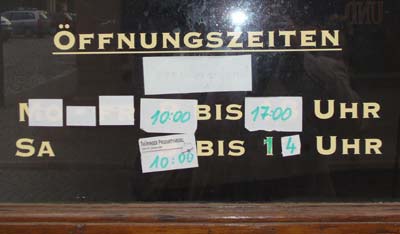 ÖFFNUNGSZEITEN
10:00 BIS 17:00 UHR
SA 10:00 BIS 14 UHR